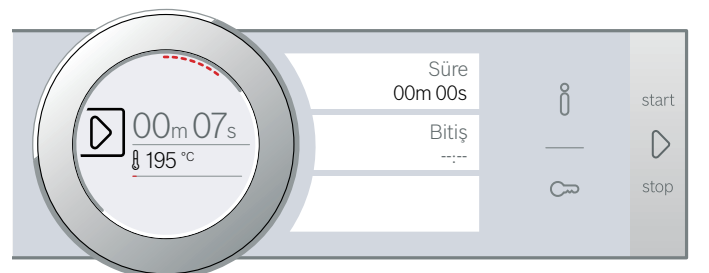 00m 07s
195 °C
Süre
00m 00s
Bitiş
--:--
start
stop